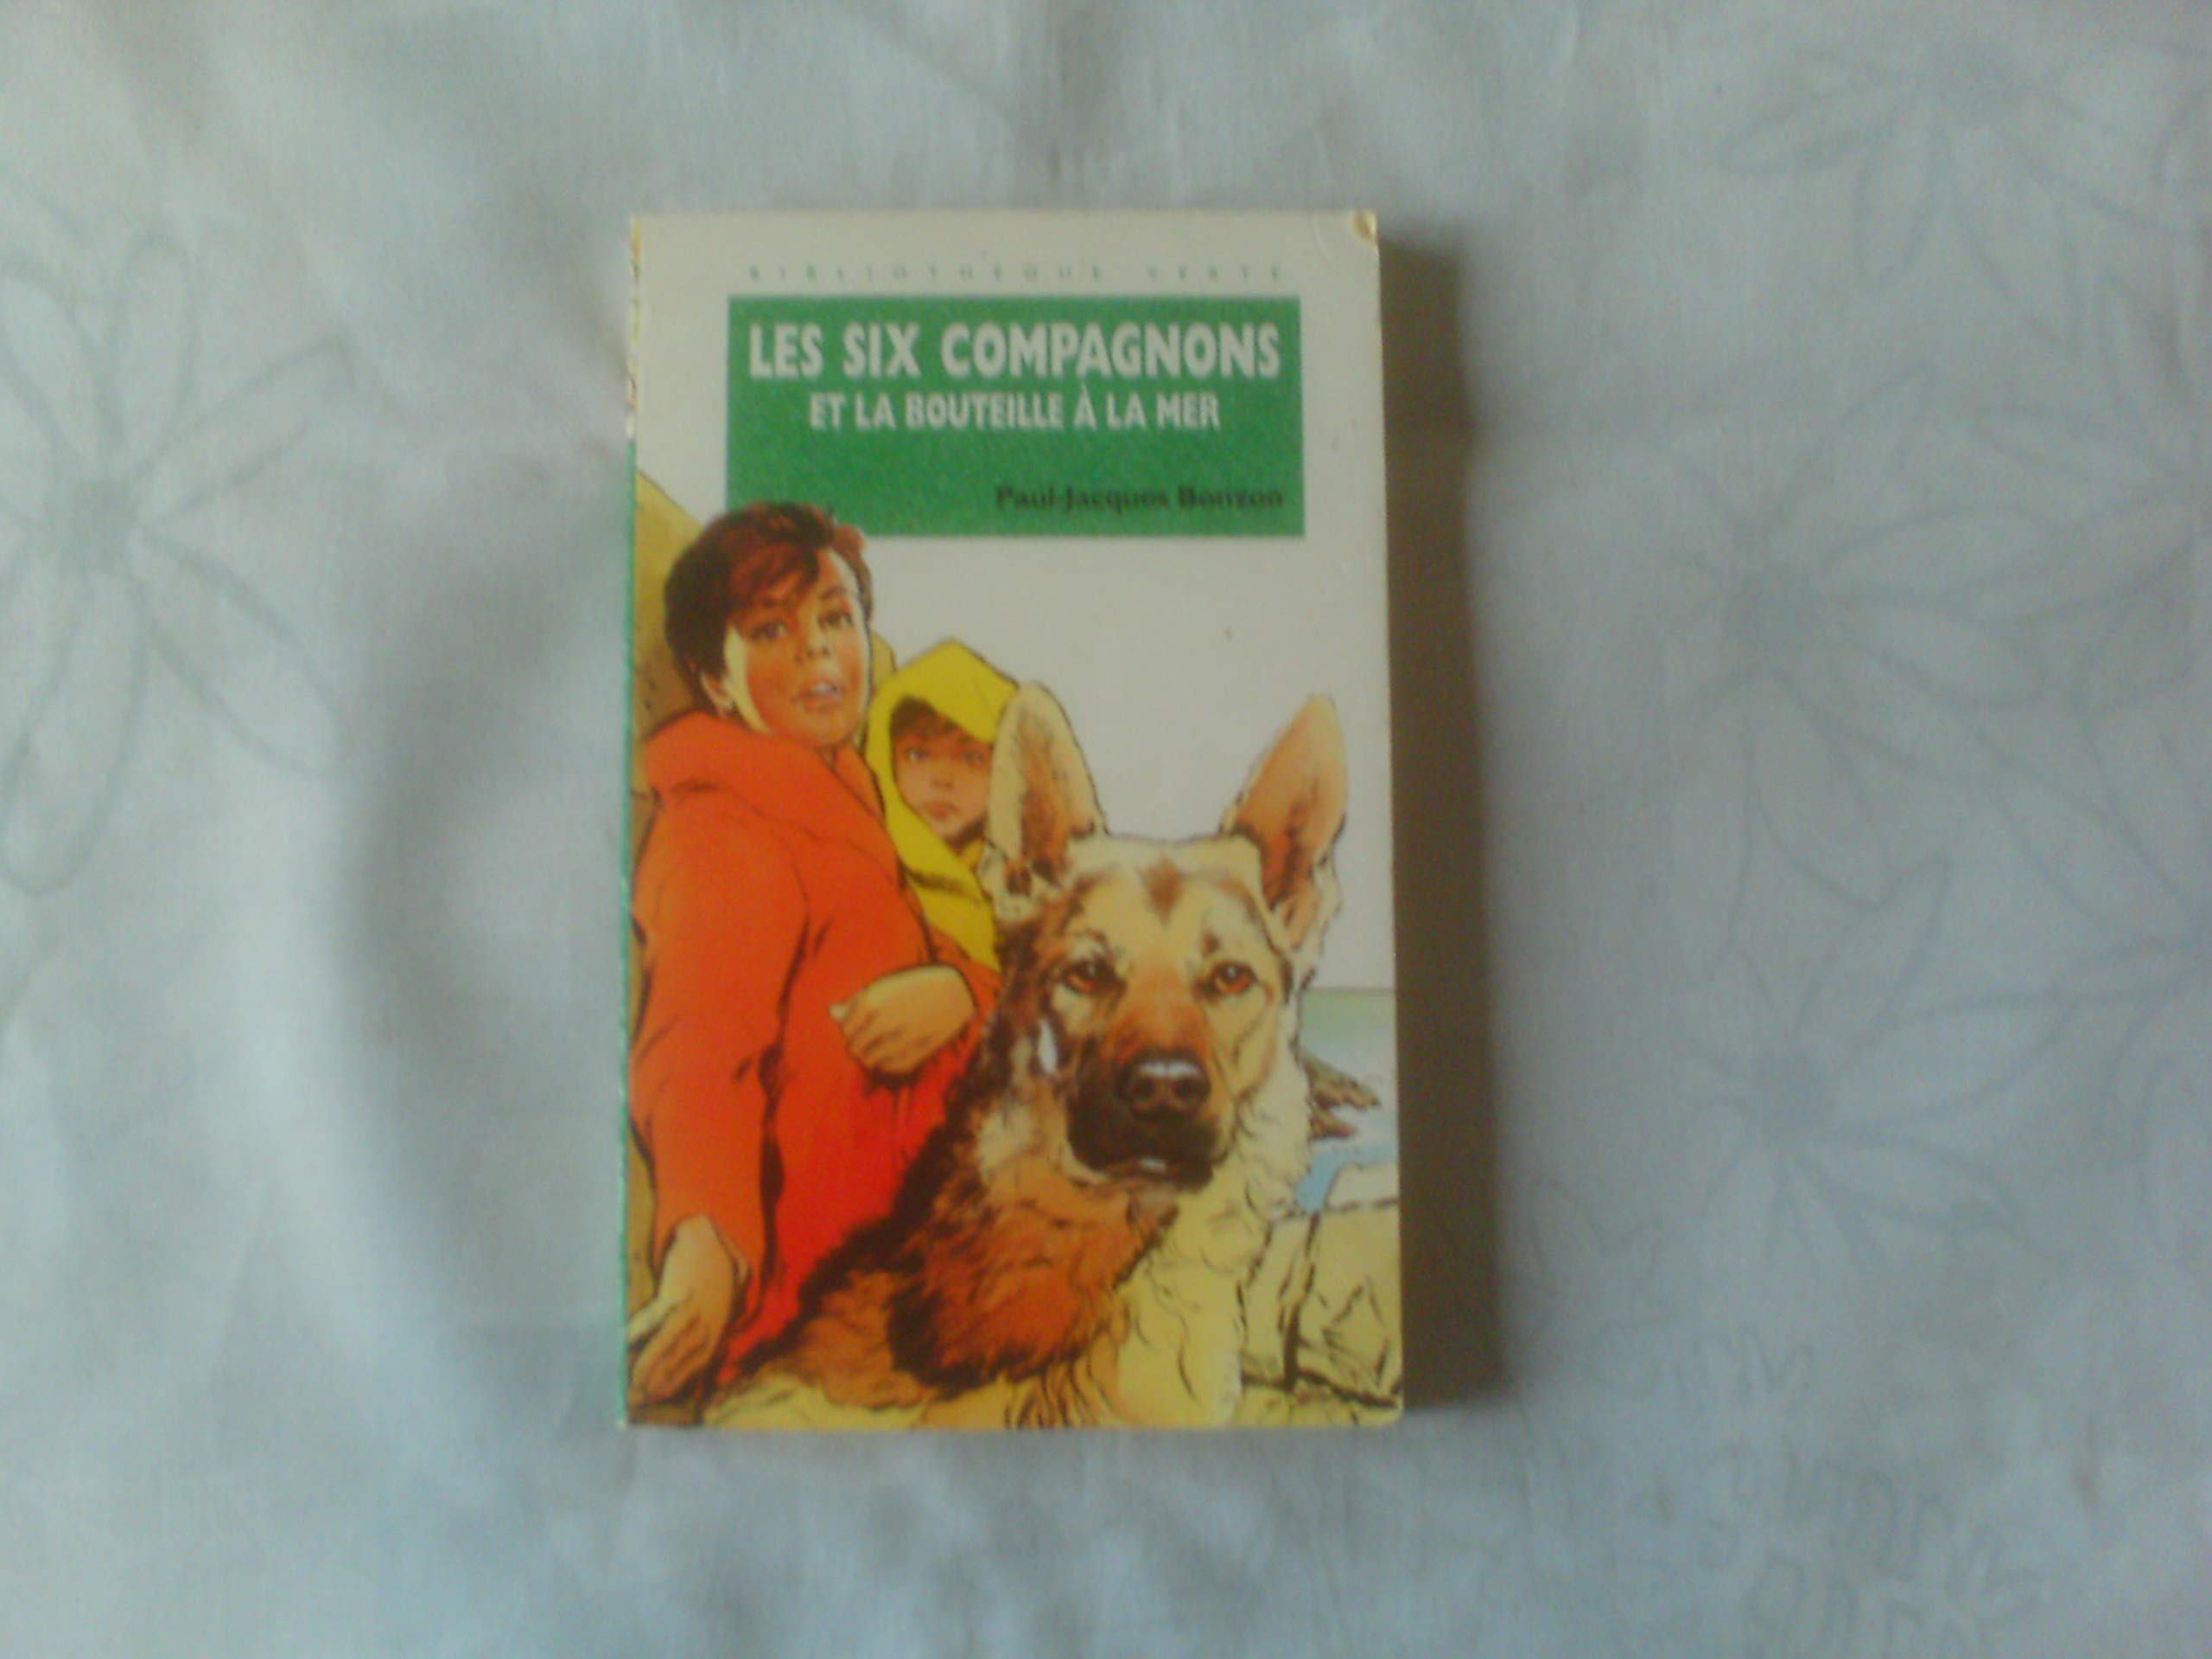 BIBLIOTHÈQUE VERTE
LES SIX COMPAGNONS
ET LA BOUTEILLE À LA MER
Paul-Jacques Bonzon